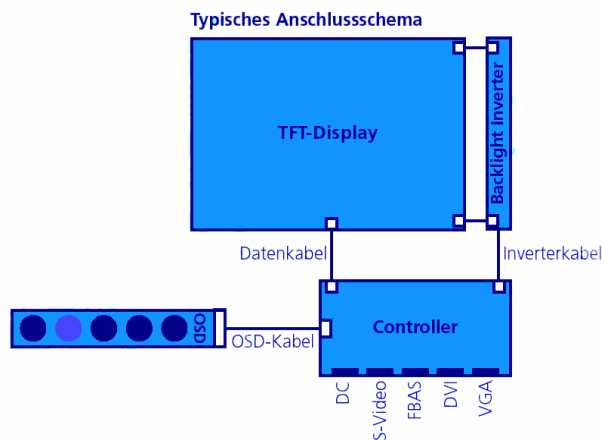 Typisches Anschlussschema
TFT-Display
Backlight Inverter
Datenkabel
Inverterkabel
OSD
OSD-Kabel
Controller
DC
S-Video
FBAS
DVI
VGA